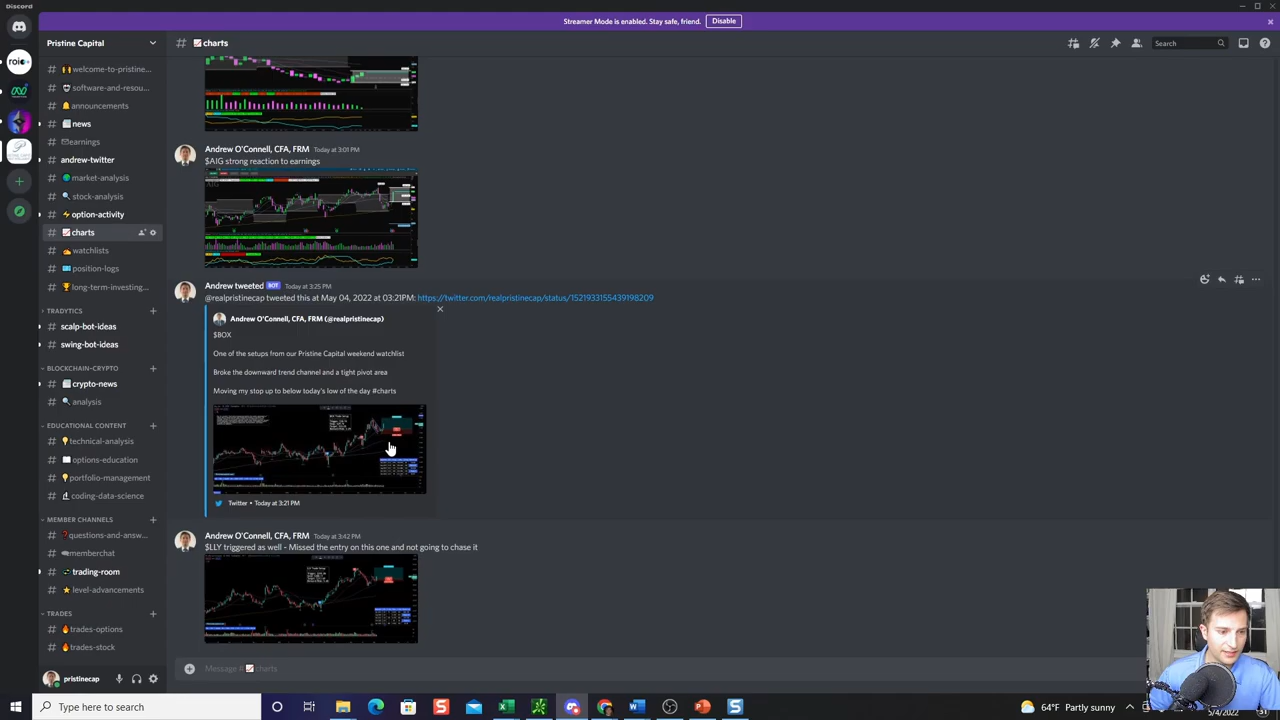 Discord
Streamer Mode is enabled. Stay safe, friend. Disable
Pristine Capital
# charts
Search
welcome-to-pristine...
software-and-resou...
announcements
news
earnings
andrew-twitter
market-analysis
stock-analysis
option-activity
charts
watchlists
position-logs
long-term-investing...
TRADYTICS
scalp-bot-ideas
swing-bot-ideas
BLOCKCHAIN-CRYPTO
crypto-news
analysis
EDUCATIONAL CONTENT
technical-analysis
options-education
portfolio-management
coding-data-science
MEMBER CHANNELS
questions-and-answ...
memberchat
trading-room
level-advancements
TRADES
trades-options
trades-stock
pristinecap
Andrew O'Connell, CFA, FRM Today at 3:01 PM
$AIG strong reaction to earnings
AIG
Andrew tweeted BOT Today at 3:25 PM
@realpristinecap tweeted this at May 04, 2022 at 03:21PM: https://twitter.com/realpristinecap/status/1521933155439198209
Andrew O'Connell, CFA, FRM (@realpristinecap)
$BOX
One of the setups from our Pristine Capital weekend watchlist
Broke the downward trend channel and a tight pivot area
Moving my stop up to below today's low of the day #charts
Twitter • Today at 3:21 PM
Andrew O'Connell, CFA, FRM Today at 3:42 PM
$LLY triggered as well - Missed the entry on this one and not going to chase it
Message # charts
Type here to search
64°F Partly sunny
5/4/2022